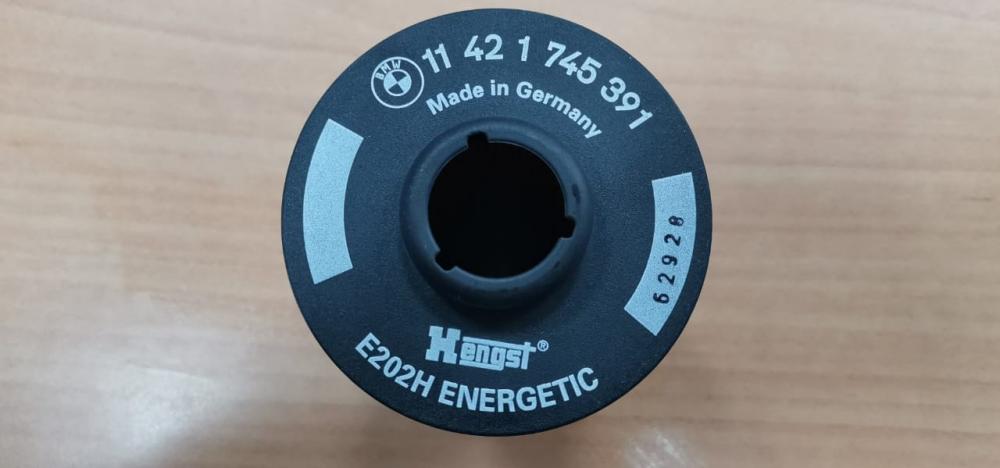 BMW
11 42 1 745 391
Made in Germany
62928
Hengst®
E202H ENERGETIC